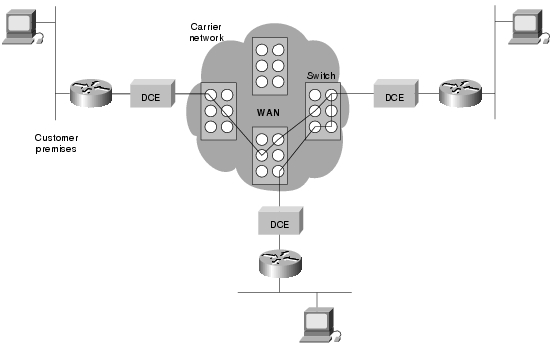 Carrier
network
Switch
DCE
WAN
DCE
Customer
premises
DCE